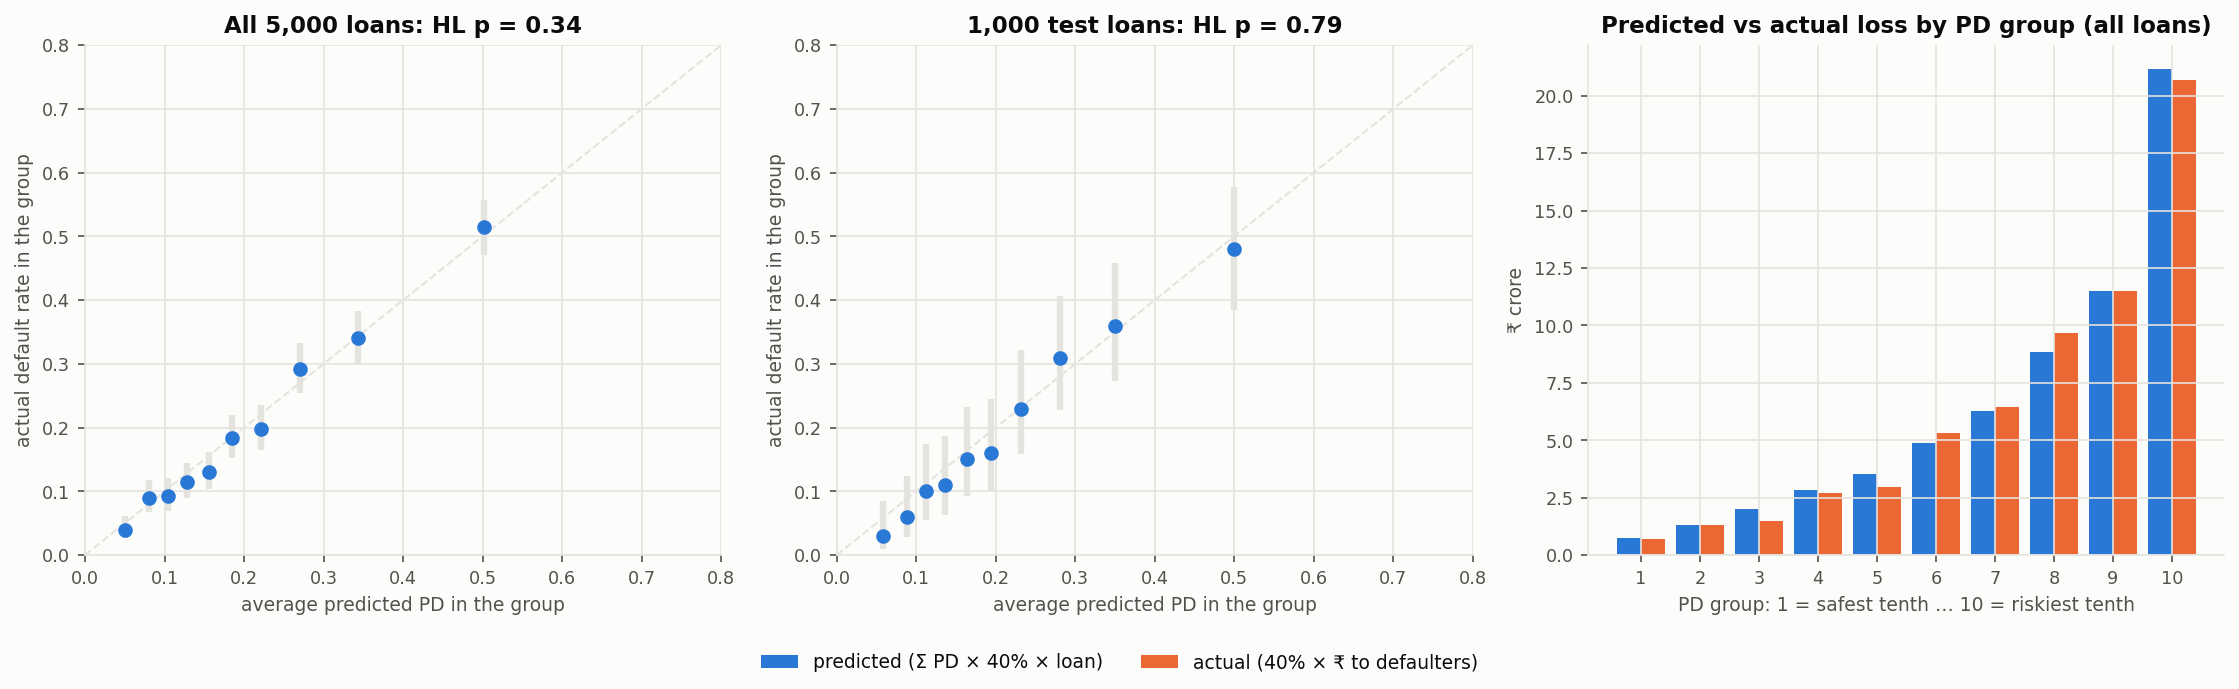 All 5,000 loans: HL p = 0.34
0.8
0.7
0.6
0.5
0.4
0.3
0.2
0.1
0.0
actual default rate in the group
0.0 0.1 0.2 0.3 0.4 0.5 0.6 0.7 0.8
average predicted PD in the group
1,000 test loans: HL p = 0.79
0.8
0.7
0.6
0.5
0.4
0.3
0.2
0.1
0.0
actual default rate in the group
0.0 0.1 0.2 0.3 0.4 0.5 0.6 0.7 0.8
average predicted PD in the group
Predicted vs actual loss by PD group (all loans)
20.0
17.5
15.0
12.5
10.0
7.5
5.0
2.5
0.0
₹ crore
1 2 3 4 5 6 7 8 9 10
PD group: 1 = safest tenth … 10 = riskiest tenth
predicted (Σ PD × 40% × loan)
actual (40% × ₹ to defaulters)